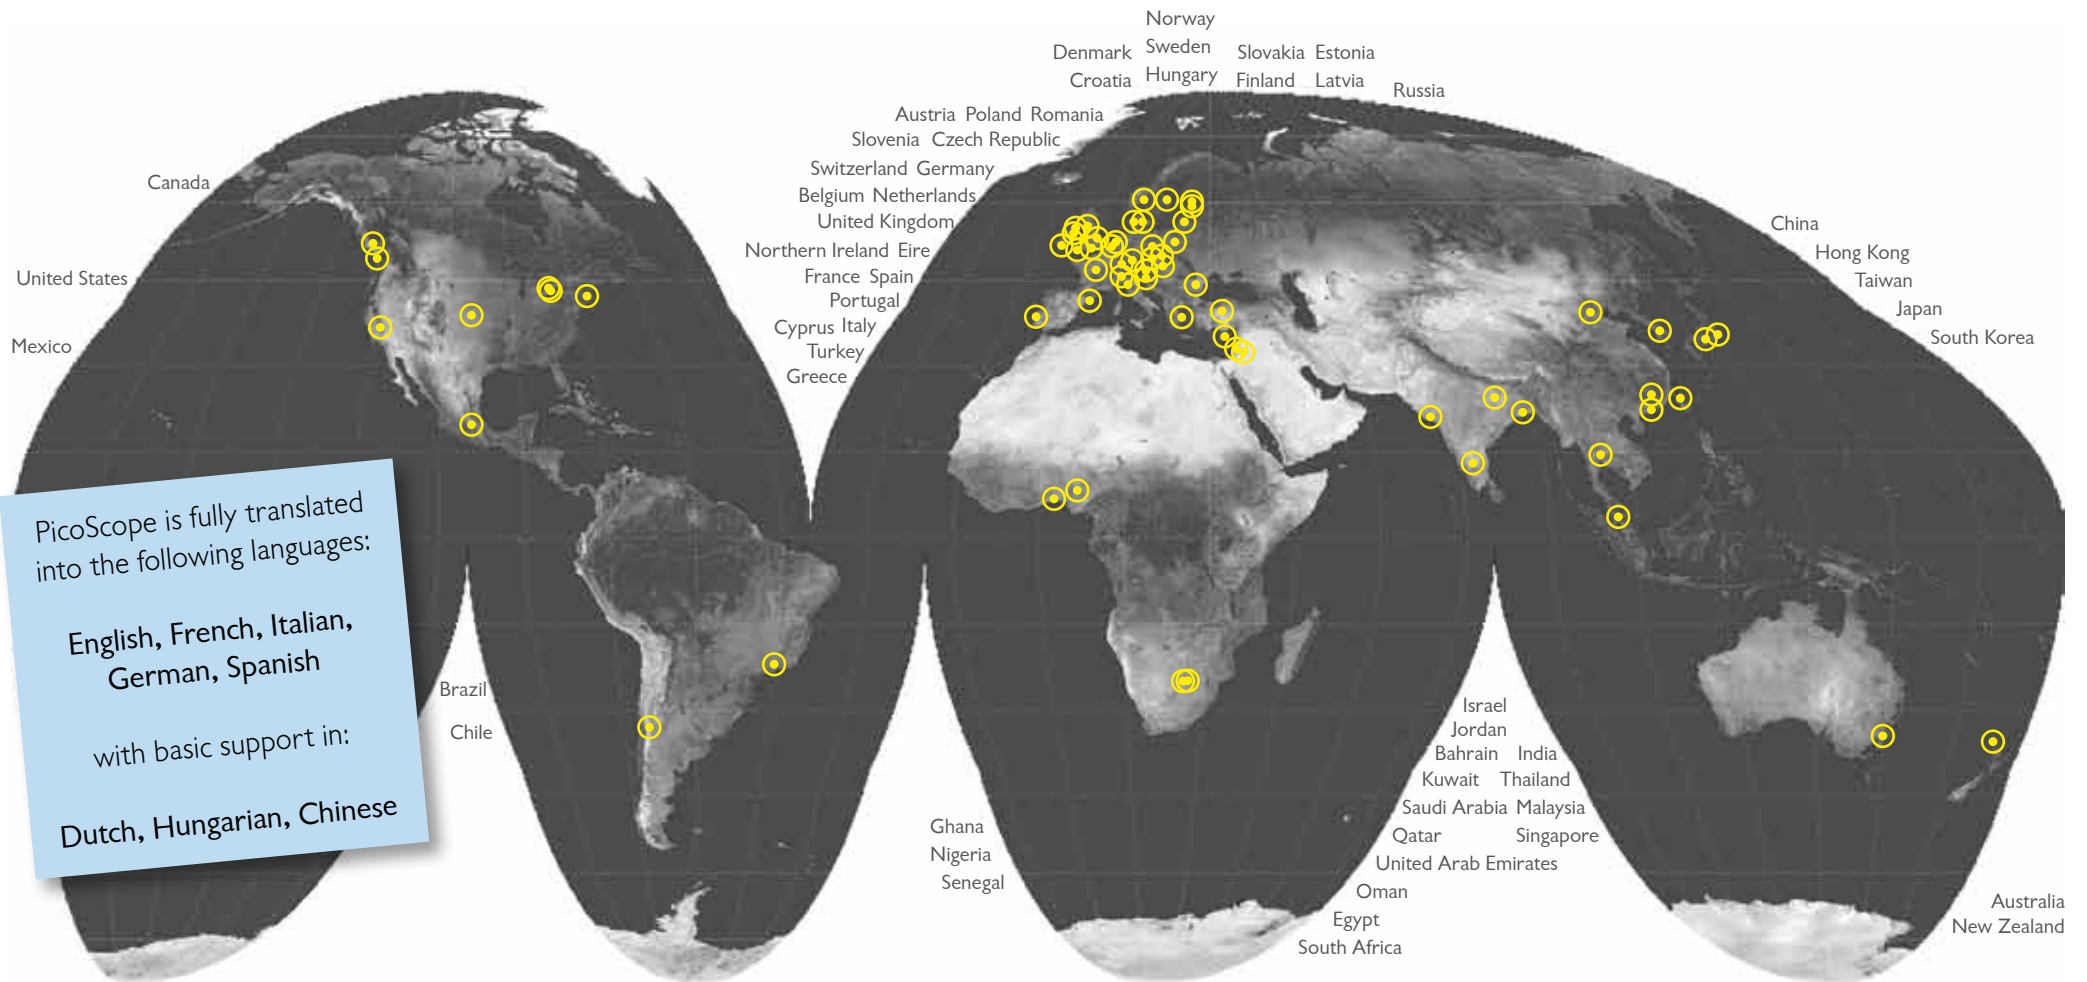 Norway
Denmark Sweden Slovakia Estonia
Croatia Hungary Finland Latvia
Russia
Austria Poland Romania
Slovenia Czech Republic
Switzerland Germany
Belgium Netherlands
United Kingdom
Northern Ireland Eire
France Spain
Portugal
Cyprus Italy
Turkey
Greece
Canada
United States
Mexico
China
Hong Kong
Taiwan
Japan
South Korea
PicoScope is fully translated
into the following languages:
English, French, Italian,
German, Spanish
with basic support in:
Dutch, Hungarian, Chinese
Brazil
Chile
Ghana
Nigeria
Senegal
Israel
Jordan
Bahrain India
Kuwait Thailand
Saudi Arabia Malaysia
Qatar Singapore
United Arab Emirates
Oman
Egypt
South Africa
Australia
New Zealand